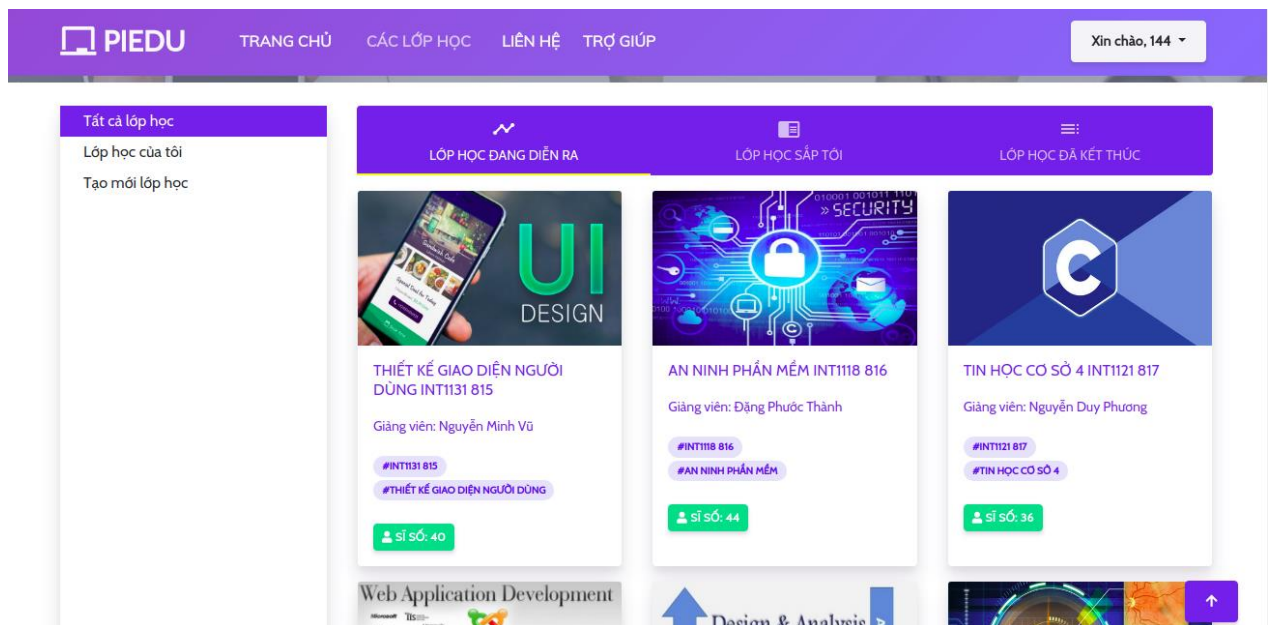 PIEDU
TRANG CHỦ
CÁC LỚP HỌC
LIÊN HỆ
TRỢ GIÚP
Xin chào, 144
Tất cả lớp học
Lớp học của tôi
Tạo mới lớp học
LỚP HỌC ĐANG DIỄN RA
LỚP HỌC SẮP TỚI
LỚP HỌC ĐÃ KẾT THÚC
UI
DESIGN
THIẾT KẾ GIAO DIỆN NGƯỜI
DÙNG INT1131 815
Giảng viên: Nguyễn Minh Vũ
#INT1131 815
#THIẾT KẾ GIAO DIỆN NGƯỜI DÙNG
SĨ SỐ: 40
» SECURITY
AN NINH PHẦN MỀM INT1118 816
Giảng viên: Đặng Phước Thành
#INT1118 816
#AN NINH PHẦN MỀM
SĨ SỐ: 44
C
TIN HỌC CƠ SỞ 4 INT1121 817
Giảng viên: Nguyễn Duy Phương
#INT1121 817
#TIN HỌC CƠ SỞ 4
SĨ SỐ: 36
Web Application Development
Microsoft
Design & Analysis